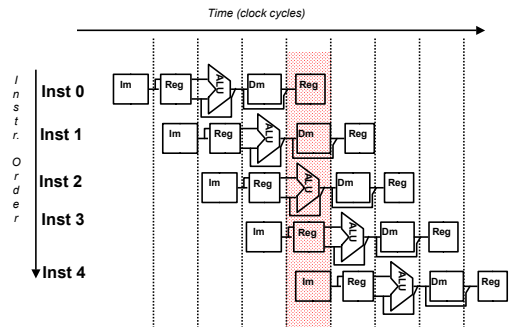 Time (clock cycles)
Instr. Order
Inst 0
Im Reg ALU Dm Reg
Inst 1
Im Reg ALU Dm Reg
Inst 2
Im Reg ALU Dm Reg
Inst 3
Im Reg ALU Dm Reg
Inst 4
Im Reg ALU Dm Reg